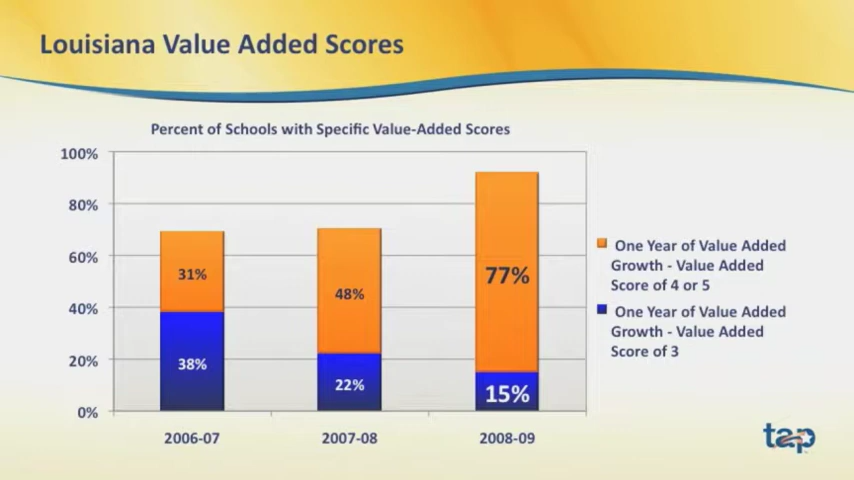 Louisiana Value Added Scores
Percent of Schools with Specific Value-Added Scores
100%
80%
60%
40%
20%
0%
31%
38%
48%
22%
77%
15%
2006-07
2007-08
2008-09
One Year of Value Added
Growth - Value Added
Score of 4 or 5
One Year of Value Added
Growth - Value Added
Score of 3
tap